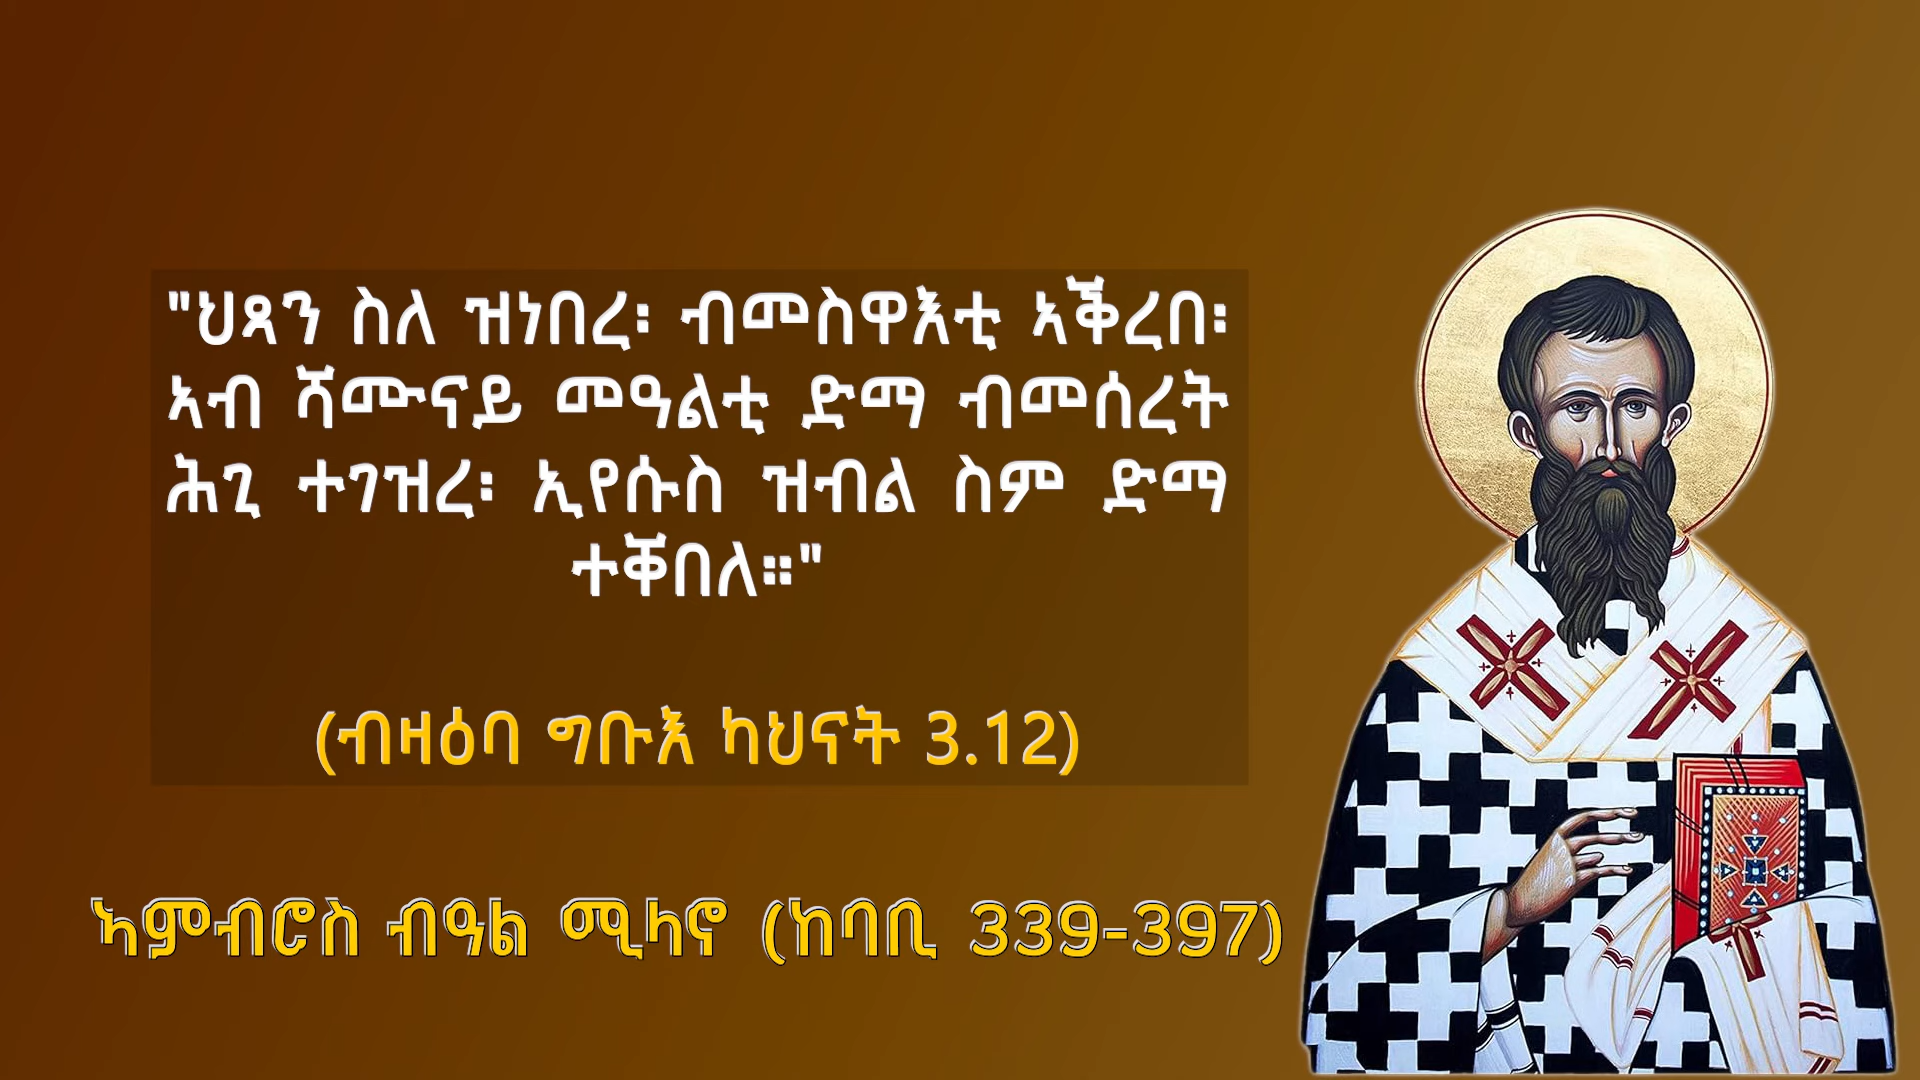 "ህጻን ስለ ዝነበረ፡ ብመስዋእቲ ኣቕረበ፡
ኣብ ሻሙናይ መዓልቲ ድማ ብመሰረት
ሕጊ ተገዝረ፡ ኢየሱስ ዝብል ስም ድማ
ተቐበለ።"
(ብዛዕባ ግቡእ ካህናት 3.12)
ኣምብሮስ ብዓል ሚላኖ (ከባቢ 339-397)